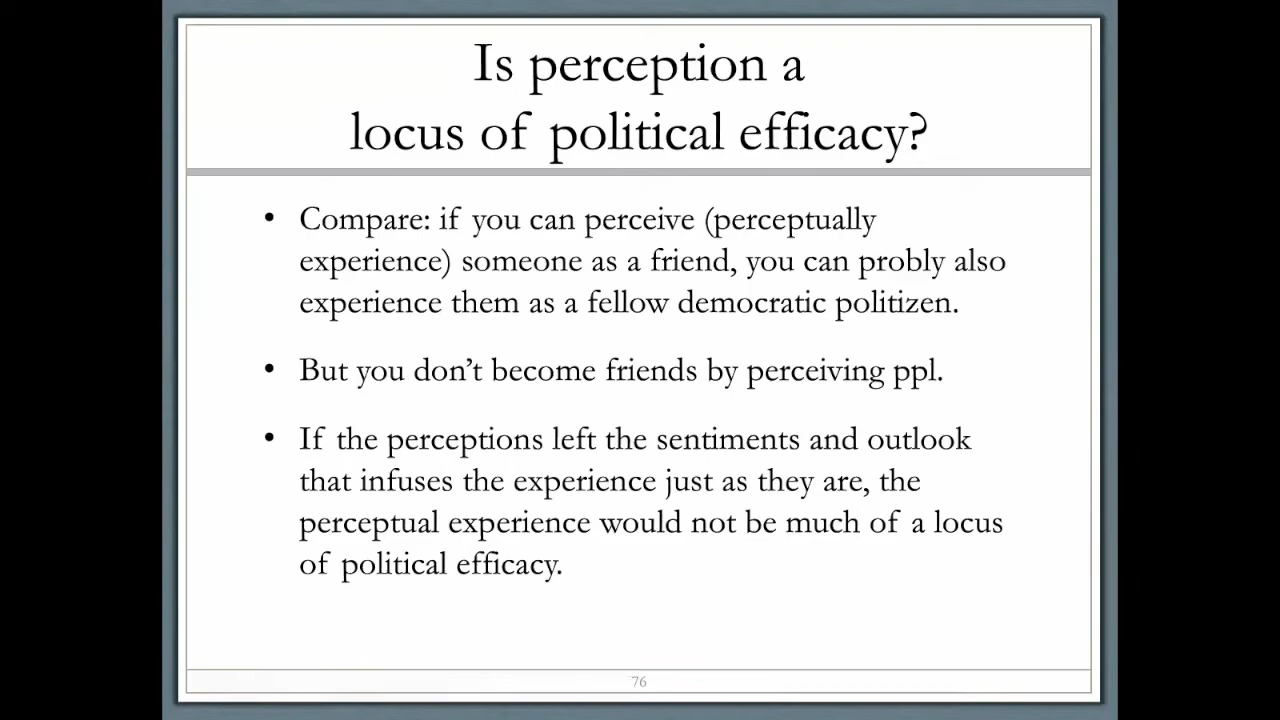 Is perception a
locus of political efficacy?
• Compare: if you can perceive (perceptually
experience) someone as a friend, you can probly also
experience them as a fellow democratic politizen.
• But you don’t become friends by perceiving ppl.
• If the perceptions left the sentiments and outlook
that infuses the experience just as they are, the
perceptual experience would not be much of a locus
of political efficacy.
76